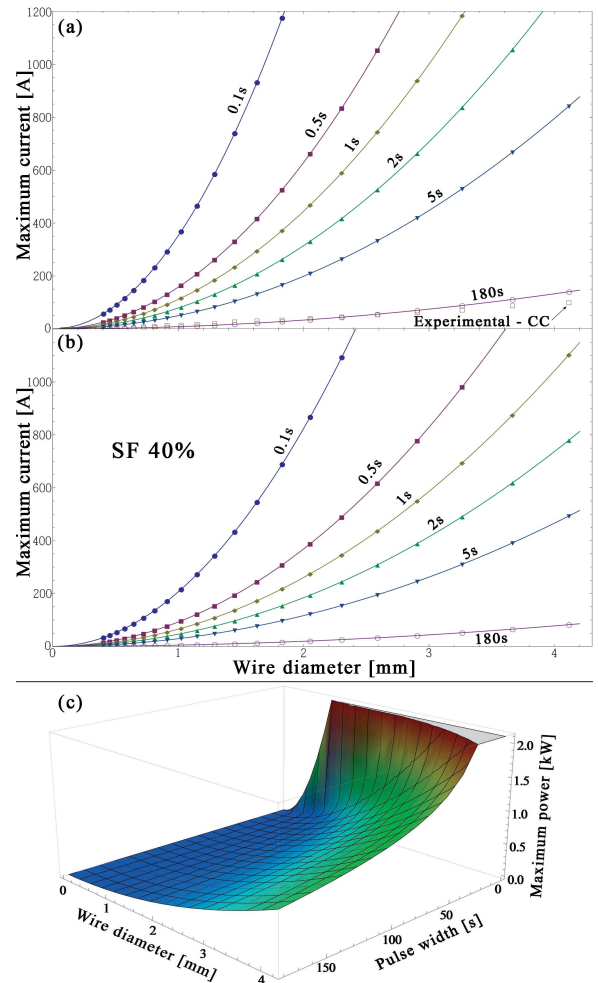 (a)
1200
1000
800
600
400
200
0
Maximum current [A]
0.1s
0.5s
1s
2s
5s
180s
Experimental - CC
(b)
1000
800
600
400
200
0
Maximum current [A]
SF 40%
0.1s
0.5s
1s
2s
5s
180s
0 1 2 3 4
Wire diameter [mm]
(c)
2.0
1.5
1.0
0.5
0.0
Maximum power [kW]
0
50
100
150
Pulse width [s]
0
1
2
3
4
Wire diameter [mm]